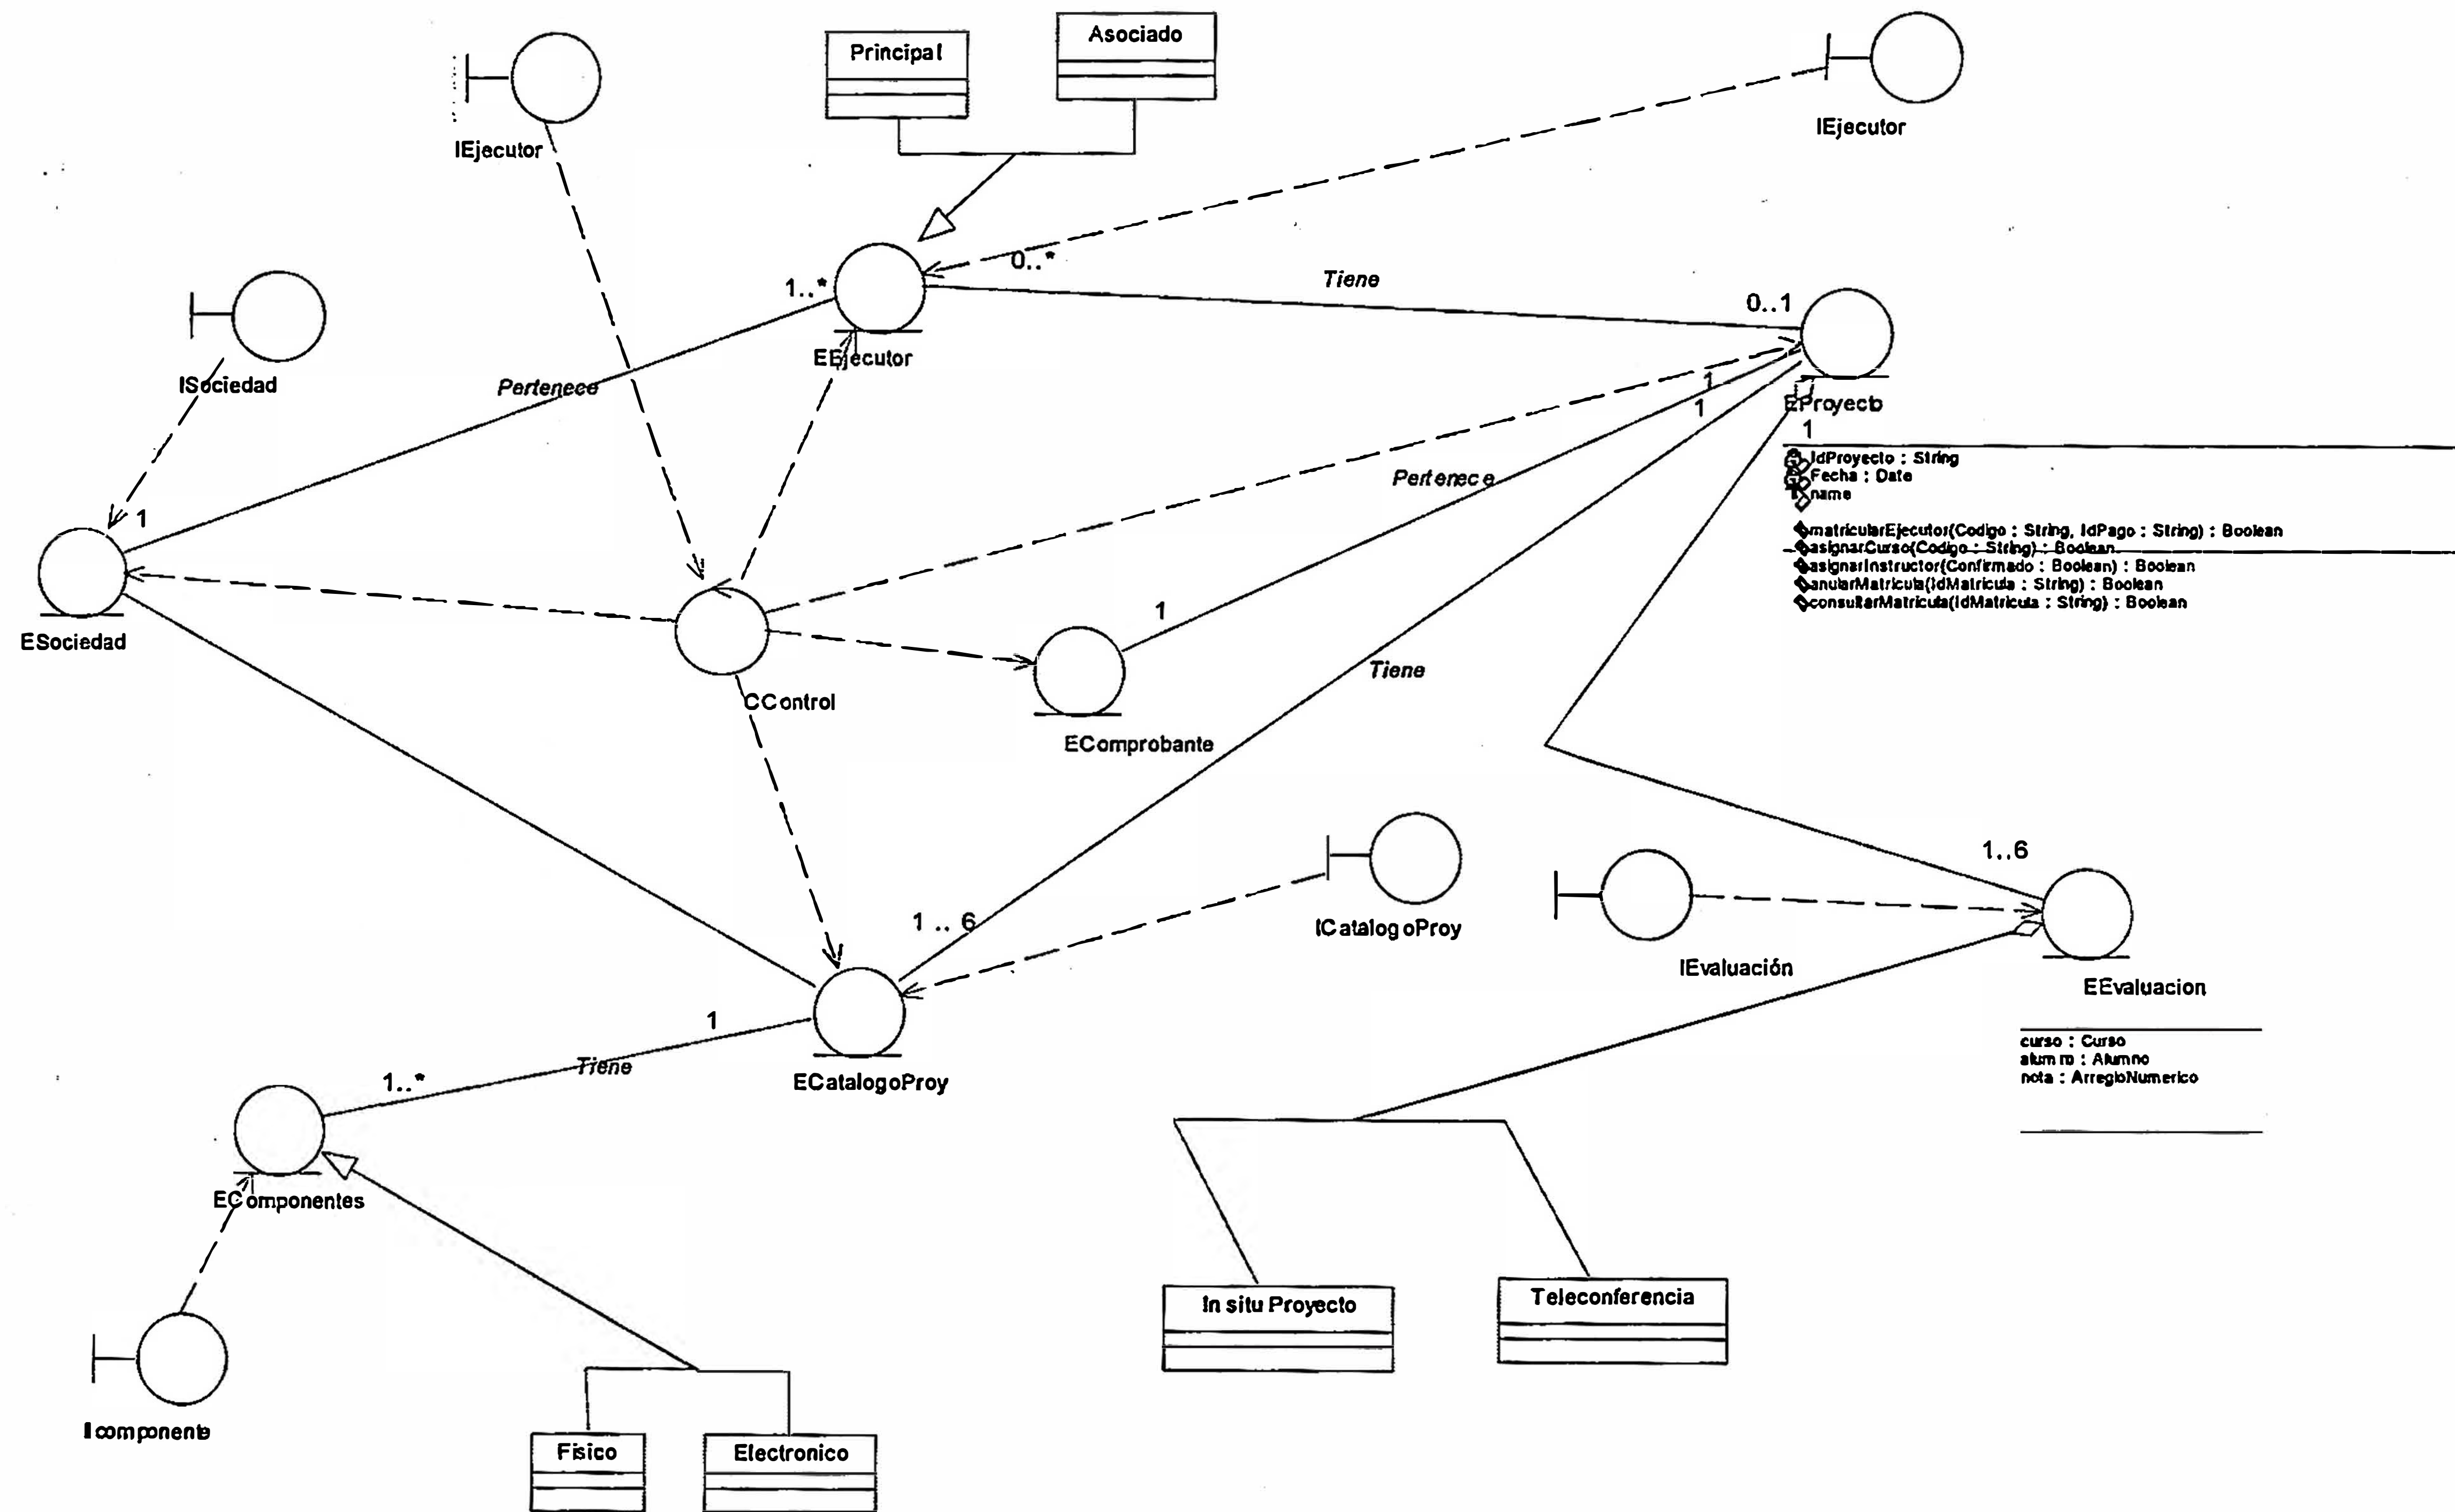 Principal
Asociado
IEjecutor
IEjecutor
0..*
Tiene
1..*
0..1
EEjecutor
ISociedad
Pertenece
1
1
EProyecto
1
IdProyecto : String
Fecha : Date
name
matricularEjecutor(Codigo : String, IdPago : String) : Boolean
asignarCurso(Codigo : String) : Boolean
asignarInstructor(Confirmado : Boolean) : Boolean
anularMatricula(IdMatricula : String) : Boolean
consultarMatricula(IdMatricula : String) : Boolean
Pertenece
1
ESociedad
1
Tiene
CControl
EComprobante
1..6
1 .. 6
ICatalogoProy
IEvaluación
EEvaluacion
curso : Curso
alumno : Alumno
nota : ArregloNumerico
1
Tiene
1..*
ECatalogoProy
EComponentes
In situ Proyecto
Teleconferencia
Icomponente
Fisico
Electronico